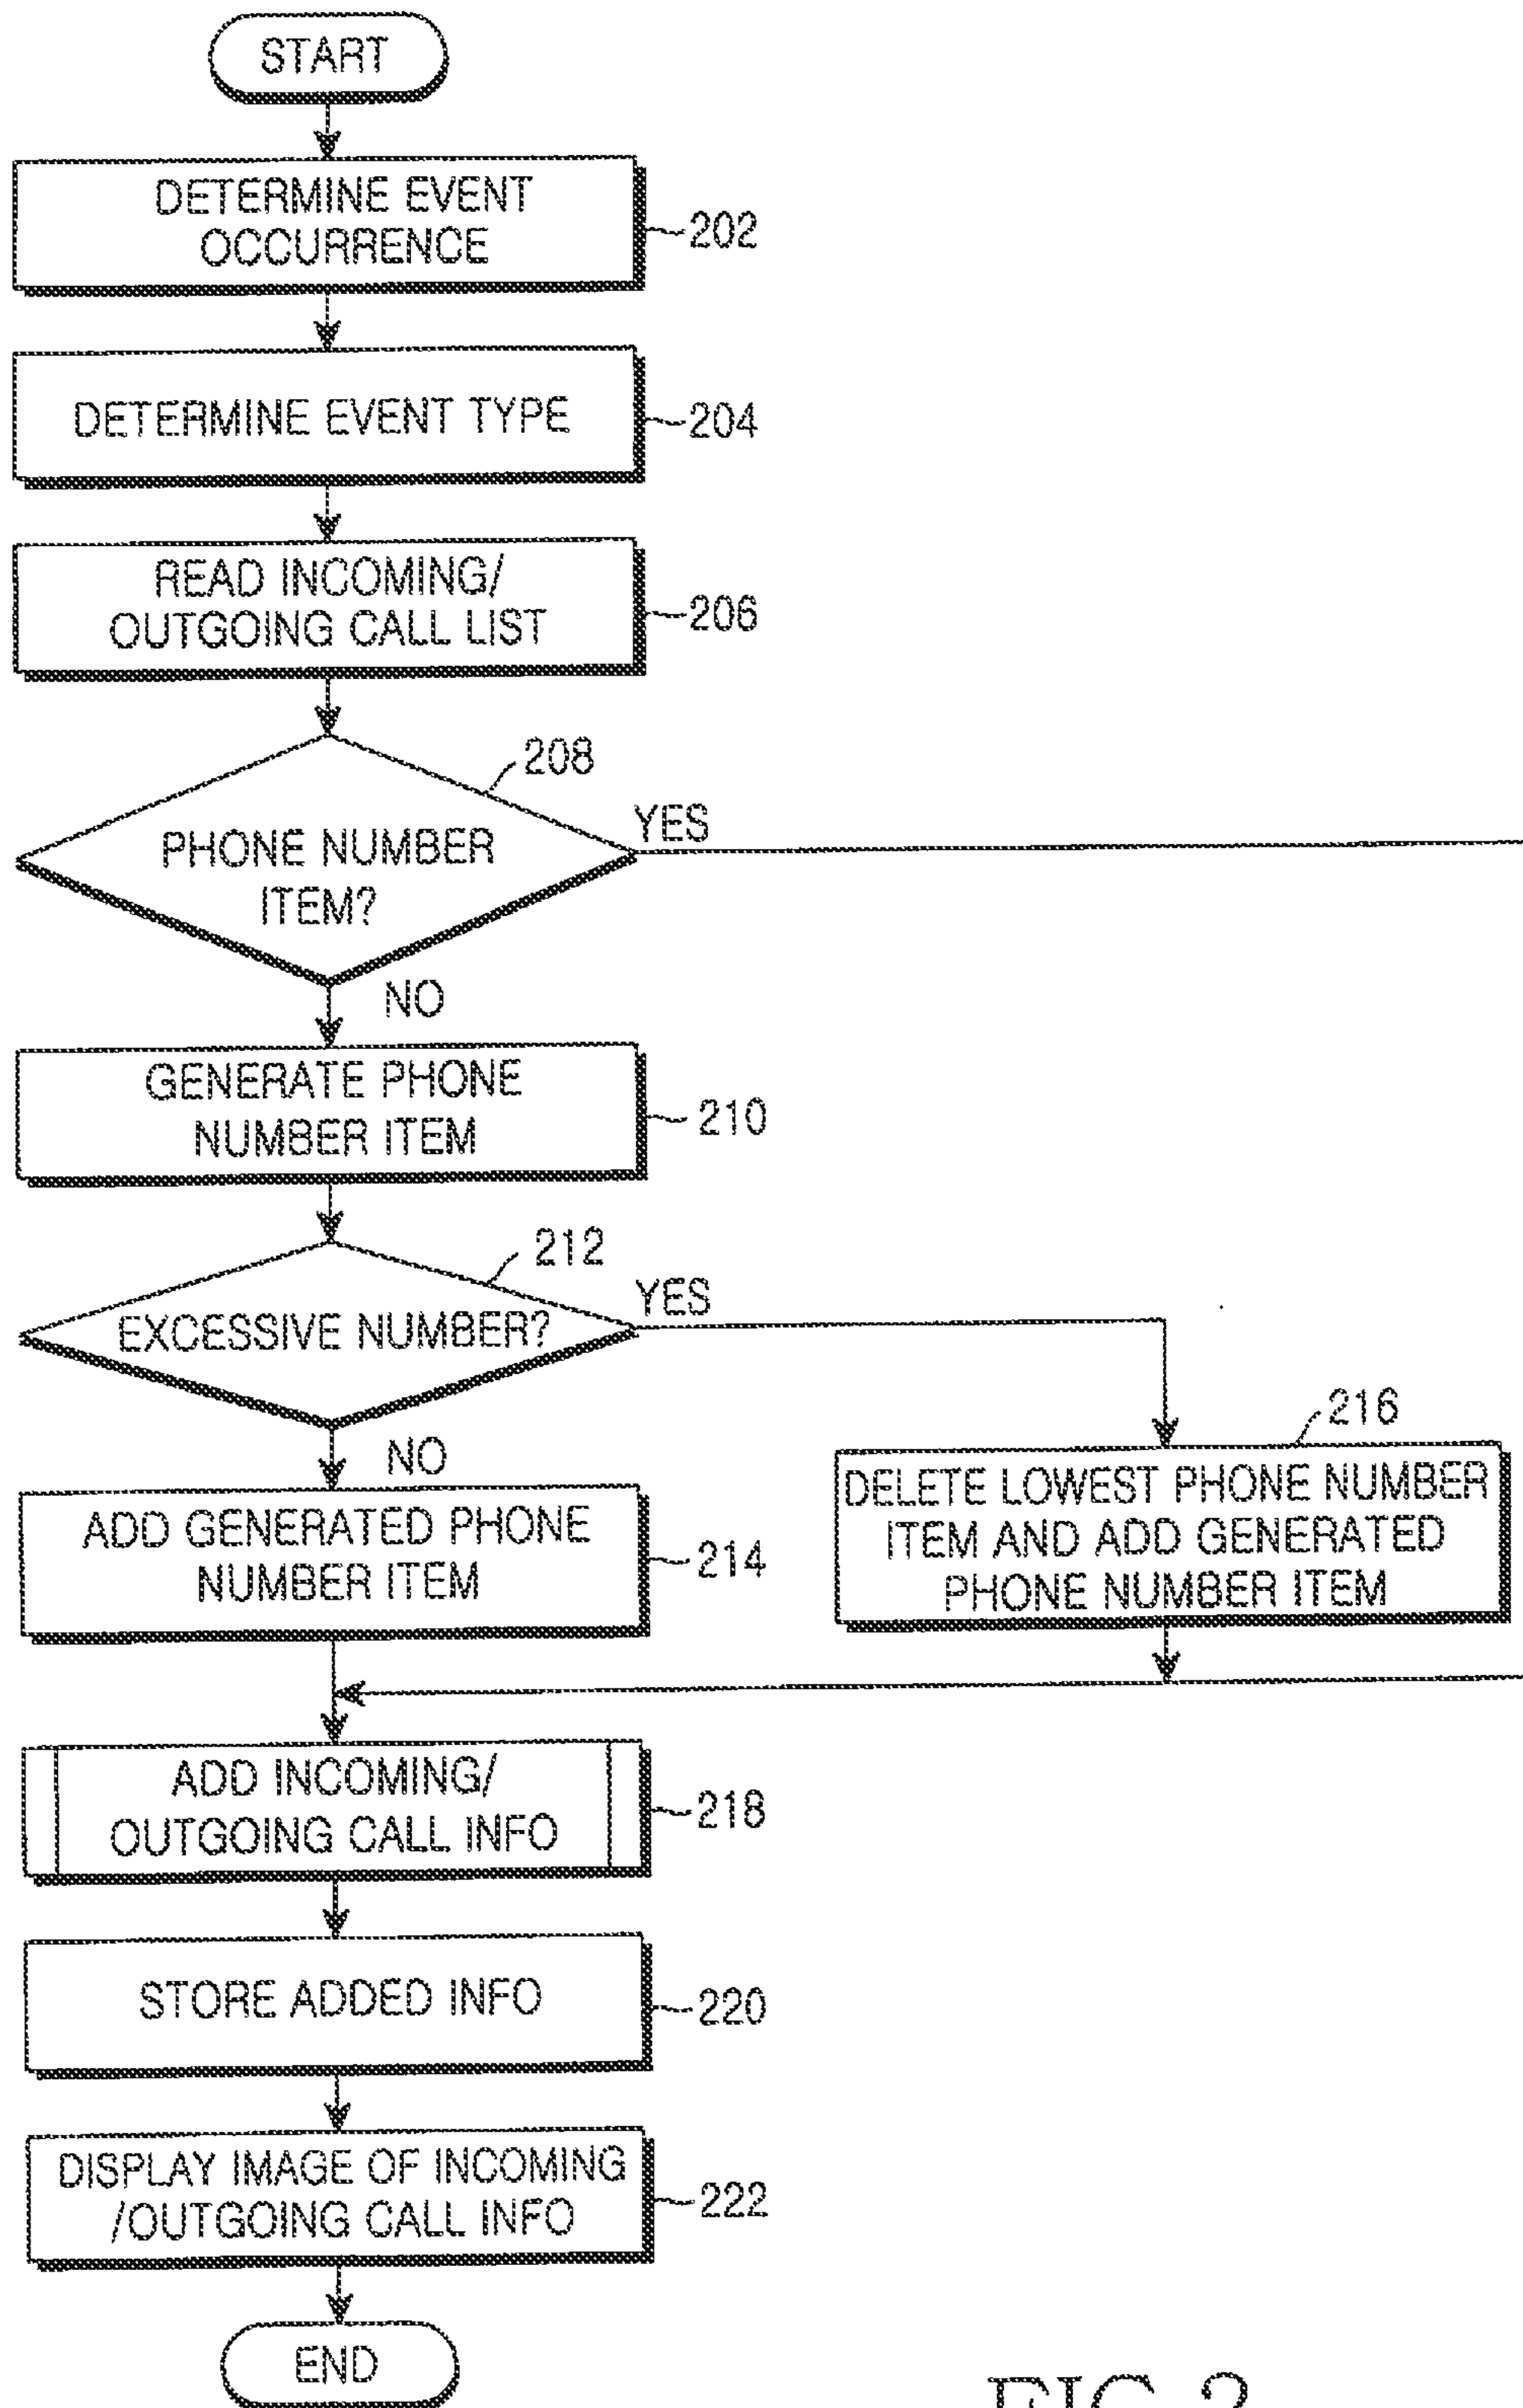 START
DETERMINE EVENT
OCCURRENCE
202
DETERMINE EVENT TYPE
204
READ INCOMING/
OUTGOING CALL LIST
206
208
PHONE NUMBER
ITEM?
YES
NO
GENERATE PHONE
NUMBER ITEM
210
212
EXCESSIVE NUMBER?
YES
NO
216
DELETE LOWEST PHONE NUMBER
ITEM AND ADD GENERATED
PHONE NUMBER ITEM
ADD GENERATED PHONE
NUMBER ITEM
214
ADD INCOMING/
OUTGOING CALL INFO
218
STORE ADDED INFO
220
DISPLAY IMAGE OF INCOMING
/OUTGOING CALL INFO
222
END
FIG. 2